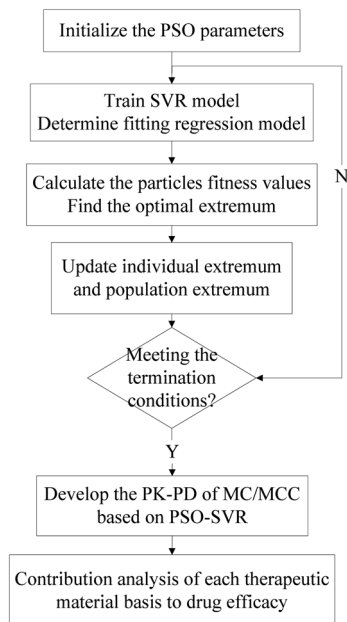 Initialize the PSO parameters
Train SVR model
Determine fitting regression model
Calculate the particles fitness values
Find the optimal extremum
Update individual extremum
and population extremum
Meeting the
termination
conditions?
N
Y
Develop the PK-PD of MC/MCC
based on PSO-SVR
Contribution analysis of each therapeutic
material basis to drug efficacy